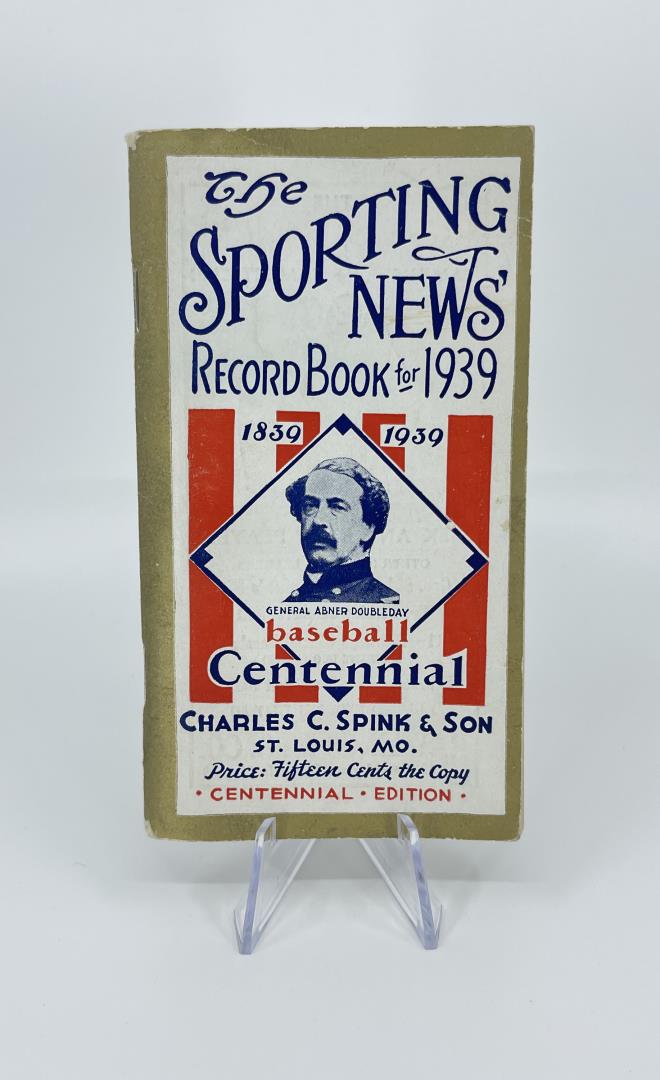 The
SPORTING
NEWS'
RECORD BOOK for 1939
1839 1939
GENERAL ABNER DOUBLEDAY
baseball
Centennial
CHARLES C. SPINK & SON
ST. LOUIS, MO.
Price: Fifteen Cents the Copy
• CENTENNIAL • EDITION •